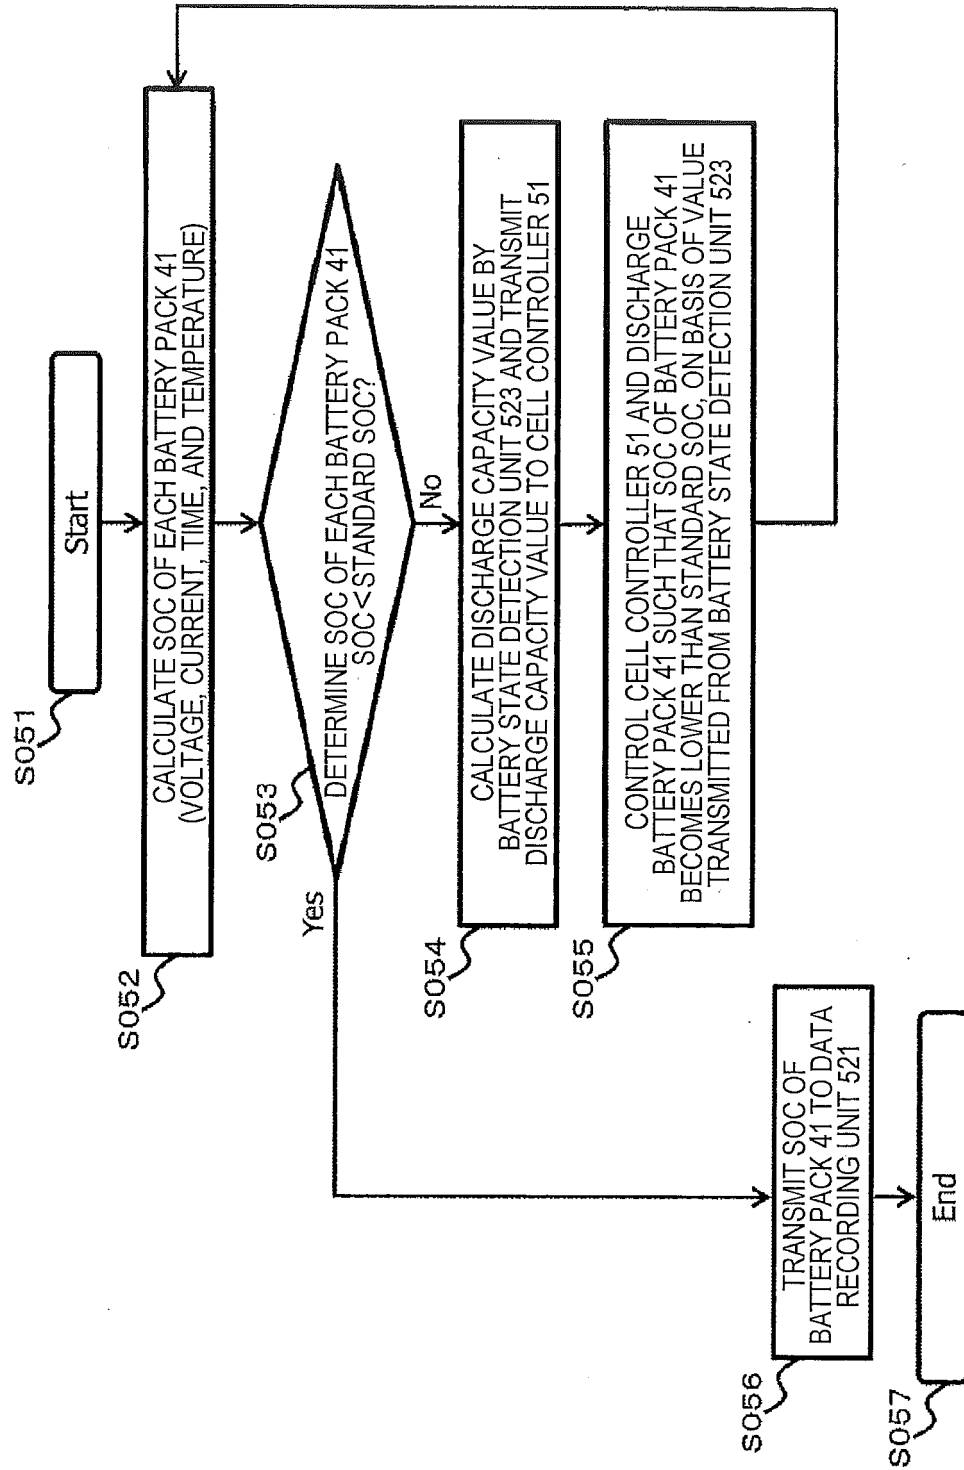 S051
Start
S052
CALCULATE SOC OF EACH BATTERY PACK 41
(VOLTAGE, CURRENT, TIME, AND TEMPERATURE)
S053
DETERMINE SOC OF EACH BATTERY PACK 41
SOC<STANDARD SOC?
Yes
No
S054
CALCULATE DISCHARGE CAPACITY VALUE BY
BATTERY STATE DETECTION UNIT 523 AND TRANSMIT
DISCHARGE CAPACITY VALUE TO CELL CONTROLLER 51
S055
CONTROL CELL CONTROLLER 51 AND DISCHARGE
BATTERY PACK 41 SUCH THAT SOC OF BATTERY PACK 41
BECOMES LOWER THAN STANDARD SOC, ON BASIS OF VALUE
TRANSMITTED FROM BATTERY STATE DETECTION UNIT 523
S056
TRANSMIT SOC OF
BATTERY PACK 41 TO DATA
RECORDING UNIT 521
S057
End